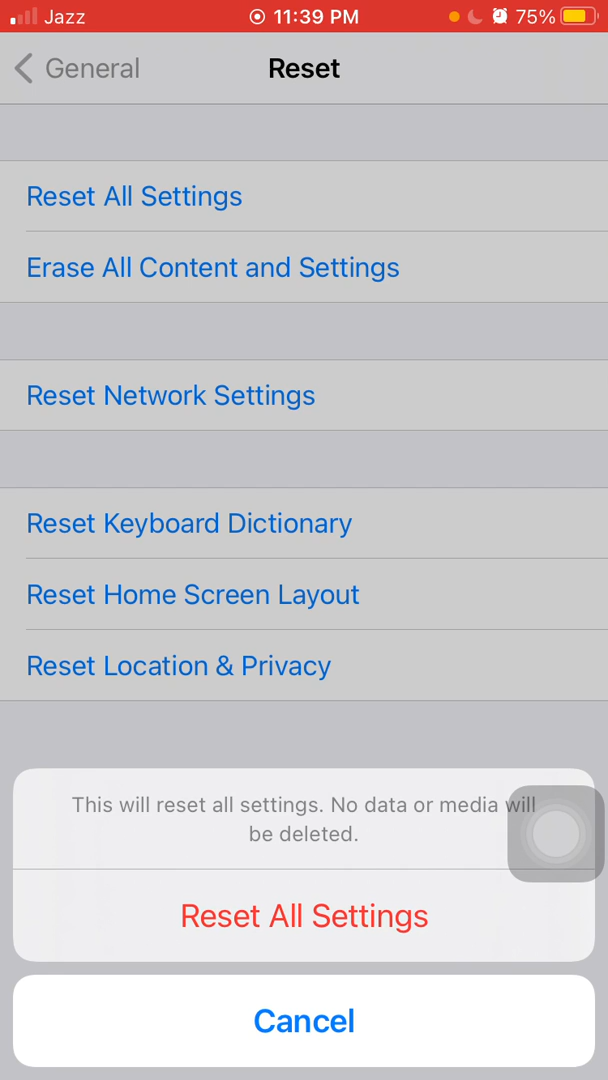 Jazz 11:39 PM 75%
General Reset
Reset All Settings
Erase All Content and Settings
Reset Network Settings
Reset Keyboard Dictionary
Reset Home Screen Layout
Reset Location & Privacy
This will reset all settings. No data or media will
be deleted.
Reset All Settings
Cancel